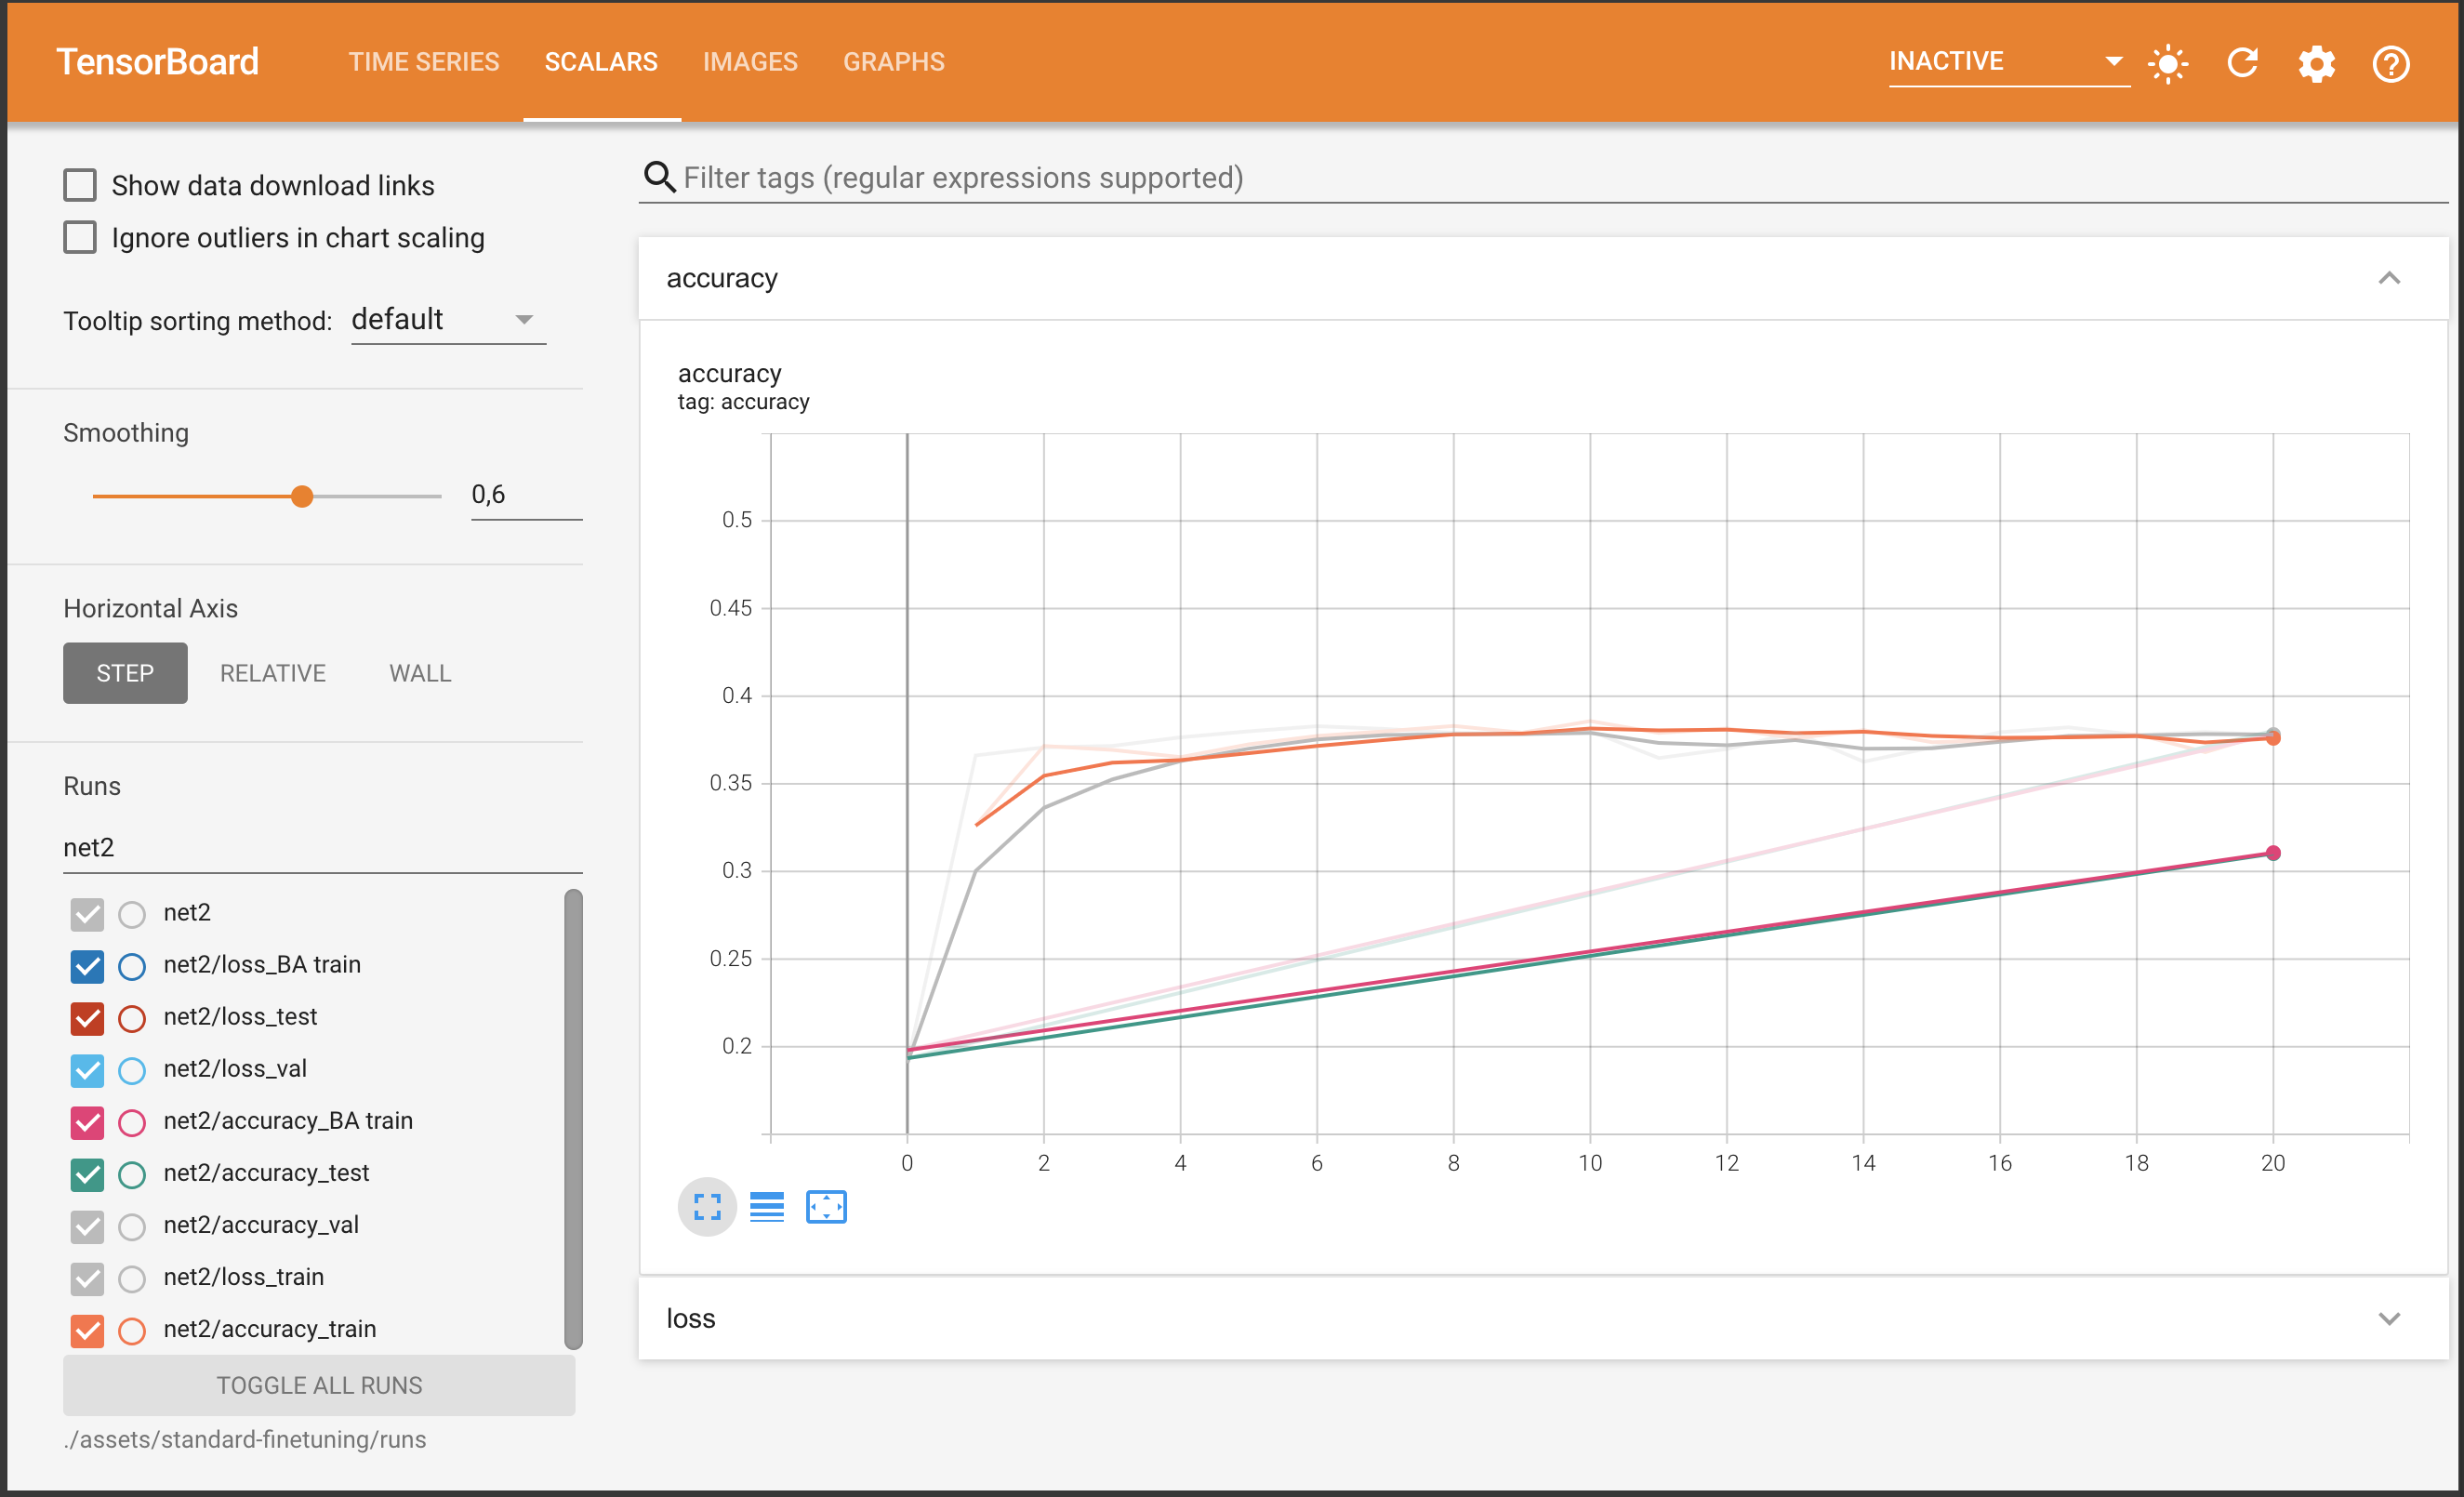 TensorBoard
TIME SERIES
SCALARS
IMAGES
GRAPHS
INACTIVE
Show data download links
Ignore outliers in chart scaling
Tooltip sorting method: default
Smoothing
0,6
Horizontal Axis
STEP
RELATIVE
WALL
Runs
net2
net2
net2/loss_BA train
net2/loss_test
net2/loss_val
net2/accuracy_BA train
net2/accuracy_test
net2/accuracy_val
net2/loss_train
net2/accuracy_train
TOGGLE ALL RUNS
./assets/standard-finetuning/runs
Filter tags (regular expressions supported)
accuracy
accuracy
tag: accuracy
0.5
0.45
0.4
0.35
0.3
0.25
0.2
0 2 4 6 8 10 12 14 16 18 20
loss